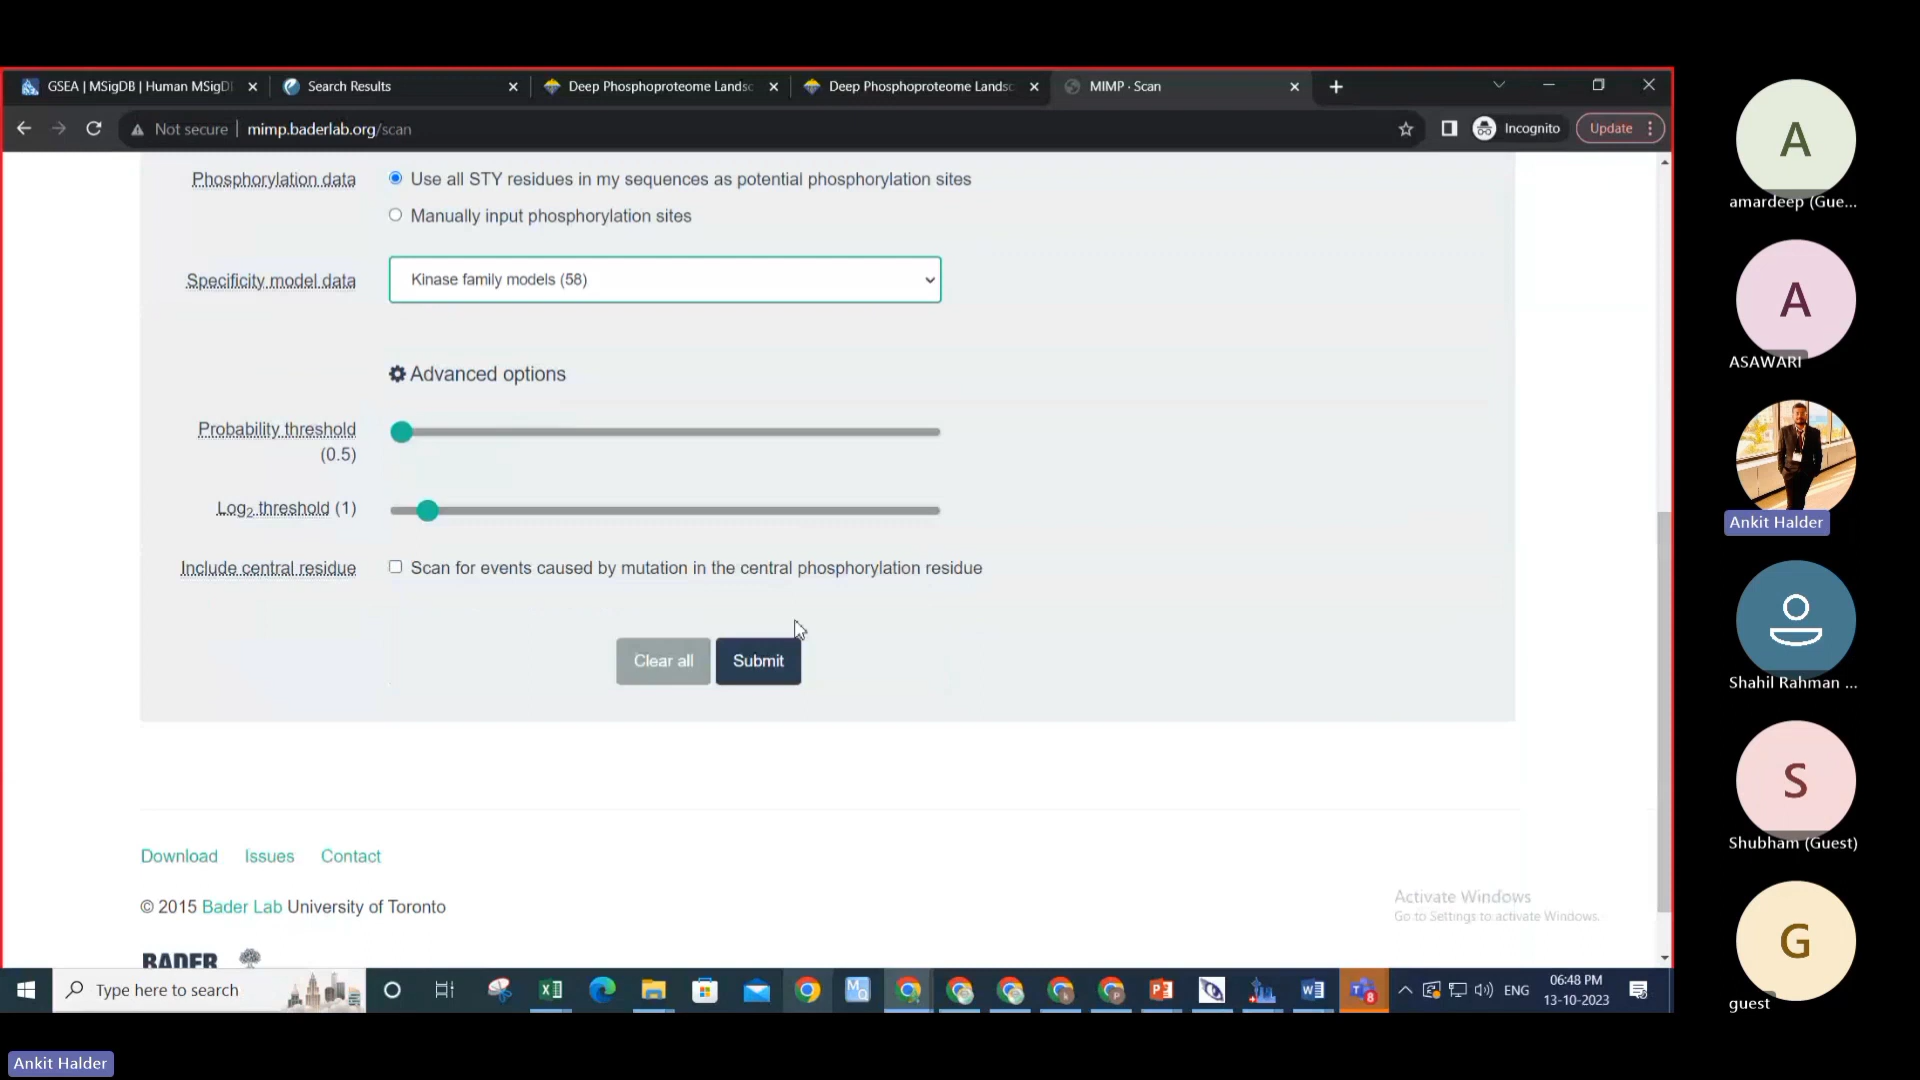 GSEA | MSigDB | Human MSigD
Search Results
Deep Phosphoproteome Landsc
Deep Phosphoproteome Landsc
MIMP · Scan
Not secure
mimp.baderlab.org/scan
Incognito
Update
Phosphorylation data
Use all STY residues in my sequences as potential phosphorylation sites
Manually input phosphorylation sites
Specificity model data
Kinase family models (58)
Advanced options
Probability threshold
(0.5)
Log2 threshold (1)
Include central residue
Scan for events caused by mutation in the central phosphorylation residue
Clear all
Submit
Download
Issues
Contact
© 2015 Bader Lab University of Toronto
BADER
Activate Windows
Go to Settings to activate Windows.
Type here to search
ENG
06:48 PM
13-10-2023
A
amardeep (Gue...
A
ASAWARI
Ankit Halder
Shahil Rahman ...
S
Shubham (Guest)
G
guest
Ankit Halder